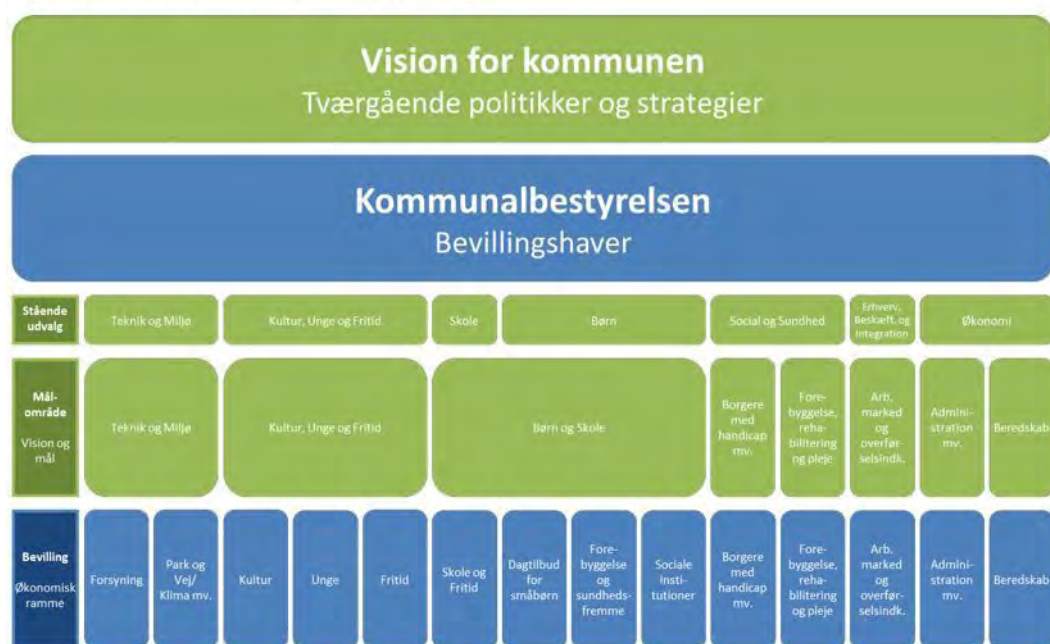 Vision for kommunen
Tværgående politikker og strategier
Kommunalbestyrelsen
Bevillingshaver
Stående
udvalg
Teknik og Miljø
Kultur, Unge og Fritid
Skole
Børn
Social og Sundhed
Erhverv,
Beskæft. og
Integration
Økonomi
Mål-
område
Vision og
mål
Teknik og Miljø
Kultur, Unge og Fritid
Børn og Skole
Borgere
med
handicap
mv.
Fore-
byggelse,
reha-
bilitering
og pleje
Arb.
marked
og
overfør-
selsindk.
Admini-
stration
mv.
Beredskab
Bevilling
Økonomisk
ramme
Forsyning
Park og
Vej/
Klima mv.
Kultur
Unge
Fritid
Skole og
Fritid
Dagtilbud
for
småbørn
Fore-
byggelse
og
sundheds-
fremme
Sociale
insti-
tutioner
Borgere
med
handicap
mv.
Fore-
byggelse,
reha-
bilitering
og pleje
Arb.
marked
og
overfør-
selsindk.
Admini-
stration
mv.
Beredskab